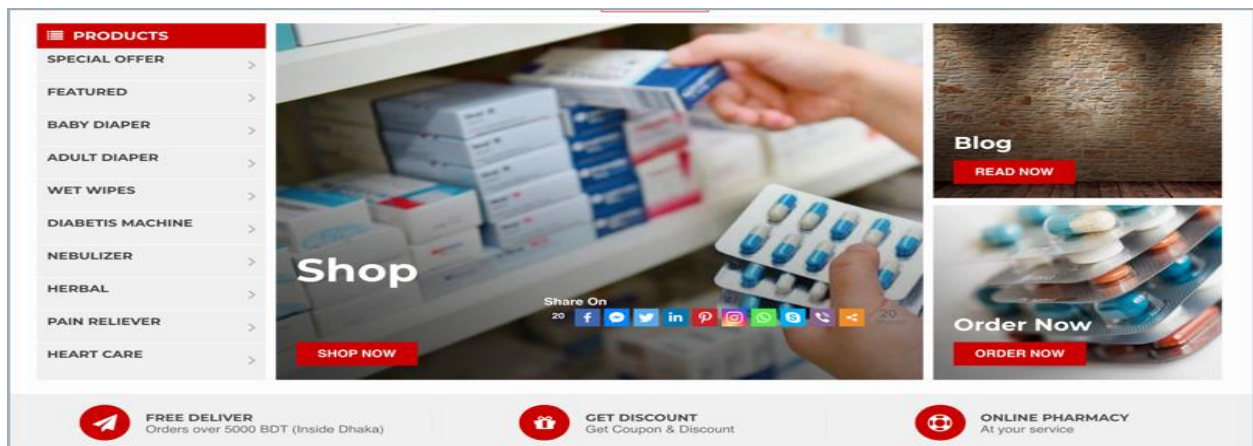 PRODUCTS
SPECIAL OFFER
FEATURED
BABY DIAPER
ADULT DIAPER
WET WIPES
DIABETIS MACHINE
NEBULIZER
HERBAL
PAIN RELIEVER
HEART CARE
Shop
Share On
20
20
SHOP NOW
Blog
READ NOW
Order Now
ORDER NOW
FREE DELIVER
Orders over 5000 BDT (Inside Dhaka)
GET DISCOUNT
Get Coupon & Discount
ONLINE PHARMACY
At your service